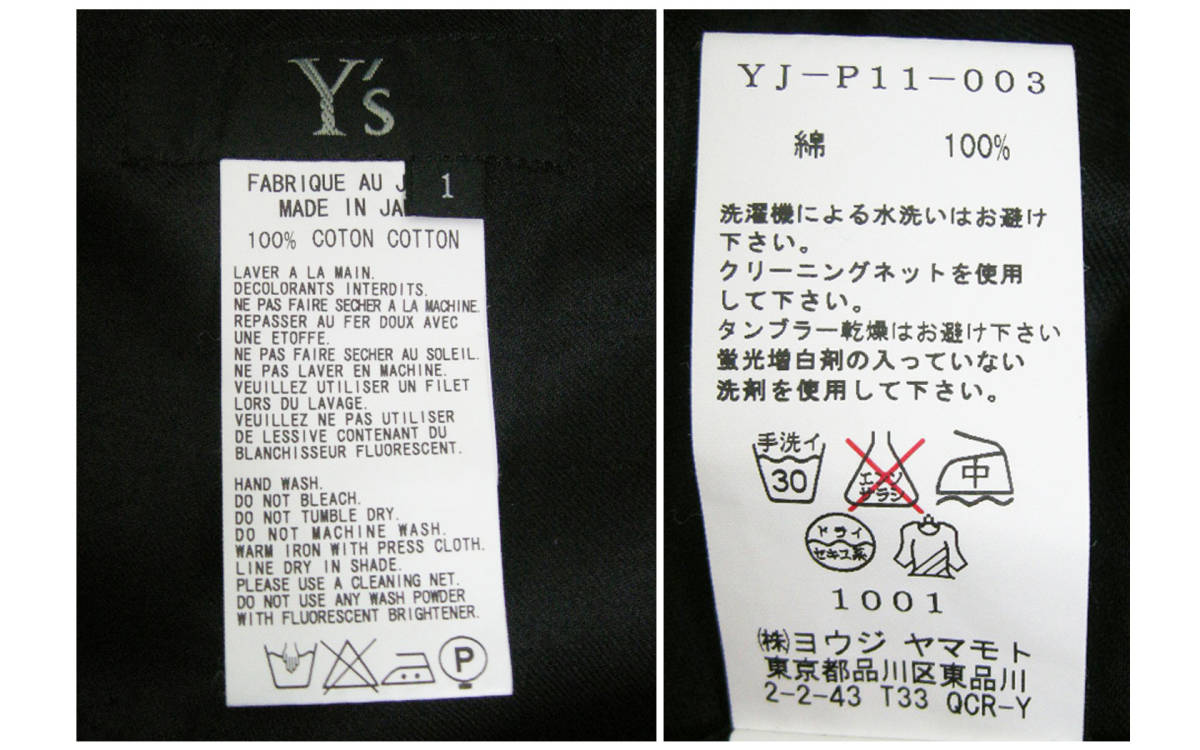 Y's
1
FABRIQUE AU J
MADE IN JA
100% COTON COTTON
LAVER A LA MAIN.
DECOLORANTS INTERDITS.
NE PAS FAIRE SECHER A LA MACHINE.
REPASSER AU FER DOUX AVEC
UNE ETOFFE.
NE PAS FAIRE SECHER AU SOLEIL.
NE PAS LAVER EN MACHINE.
VEUILLEZ UTILISER UN FILET
LORS DU LAVAGE.
VEUILLEZ NE PAS UTILISER
DE LESSIVE CONTENANT DU
BLANCHISSEUR FLUORESCENT.
HAND WASH.
DO NOT BLEACH.
DO NOT TUMBLE DRY.
DO NOT MACHINE WASH.
WARM IRON WITH PRESS CLOTH.
LINE DRY IN SHADE.
PLEASE USE A CLEANING NET.
DO NOT USE ANY WASH POWDER
WITH FLUORESCENT BRIGHTENER.
P
YJ-P11-003
綿 100%
洗濯機による水洗いはお避け
下さい。
クリーニングネットを使用
して下さい。
タンブラー乾燥はお避け下さい
蛍光増白剤の入っていない
洗剤を使用して下さい。
手洗イ
30
エンソ
サラシ
中
ドライ
セキユ系
1001
㈱ヨウジ ヤマモト
東京都品川区東品川
2-2-43 T33 QCR-Y